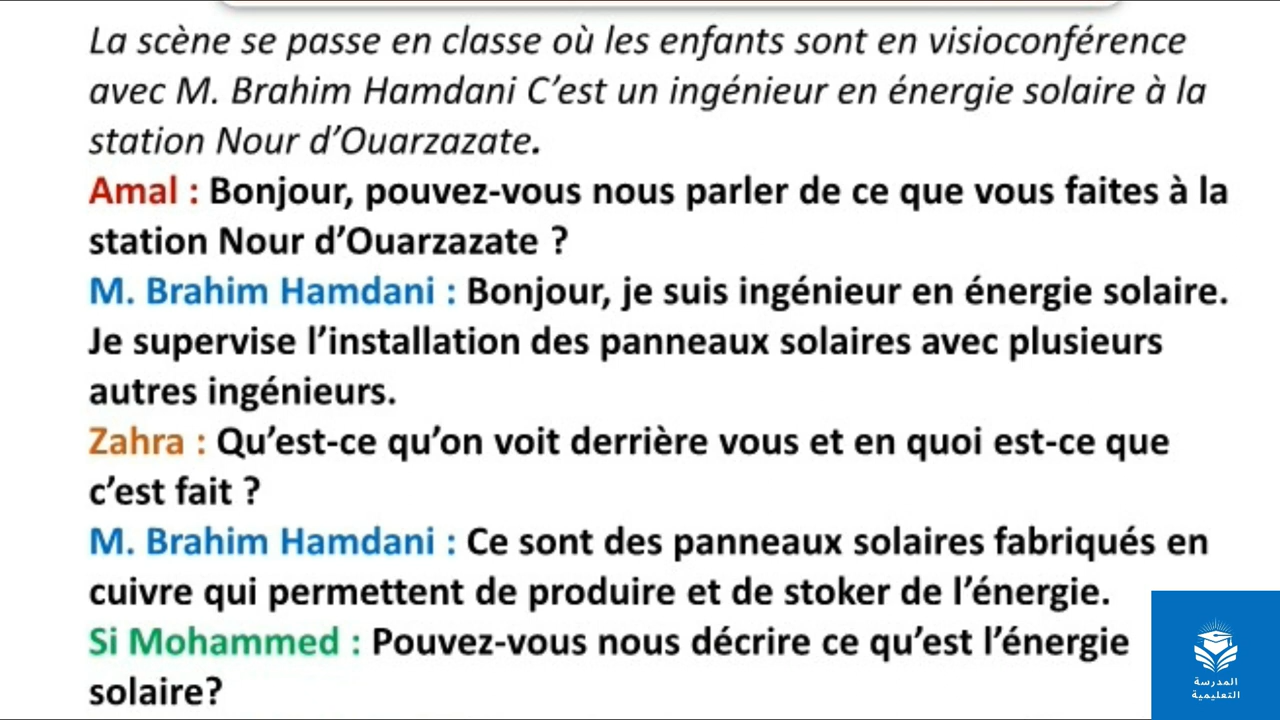 La scène se passe en classe où les enfants sont en visioconférence
avec M. Brahim Hamdani C’est un ingénieur en énergie solaire à la
station Nour d’Ouarzazate.
Amal : Bonjour, pouvez-vous nous parler de ce que vous faites à la
station Nour d’Ouarzazate ?
M. Brahim Hamdani : Bonjour, je suis ingénieur en énergie solaire.
Je supervise l’installation des panneaux solaires avec plusieurs
autres ingénieurs.
Zahra : Qu’est-ce qu’on voit derrière vous et en quoi est-ce que
c’est fait ?
M. Brahim Hamdani : Ce sont des panneaux solaires fabriqués en
cuivre qui permettent de produire et de stoker de l’énergie.
Si Mohammed : Pouvez-vous nous décrire ce qu’est l’énergie
solaire?
المدرسة
التعليمية